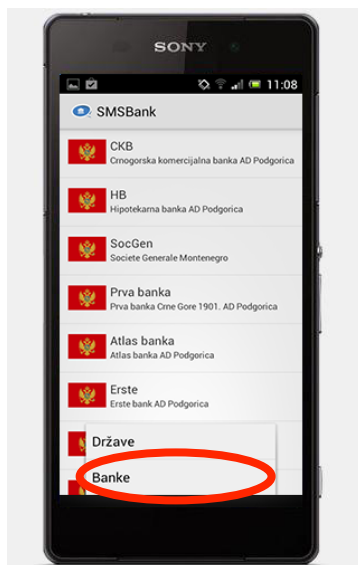 SONY
11:08
SMSBank
CKB
Crnogorska komercijalna banka AD Podgorica
HB
Hipotekarna banka AD Podgorica
SocGen
Societe Generale Montenegro
Prva banka
Prva banka Crne Gore 1901. AD Podgorica
Atlas banka
Atlas banka AD Podgorica
Erste
Erste bank AD Podgorica
Države
Banke